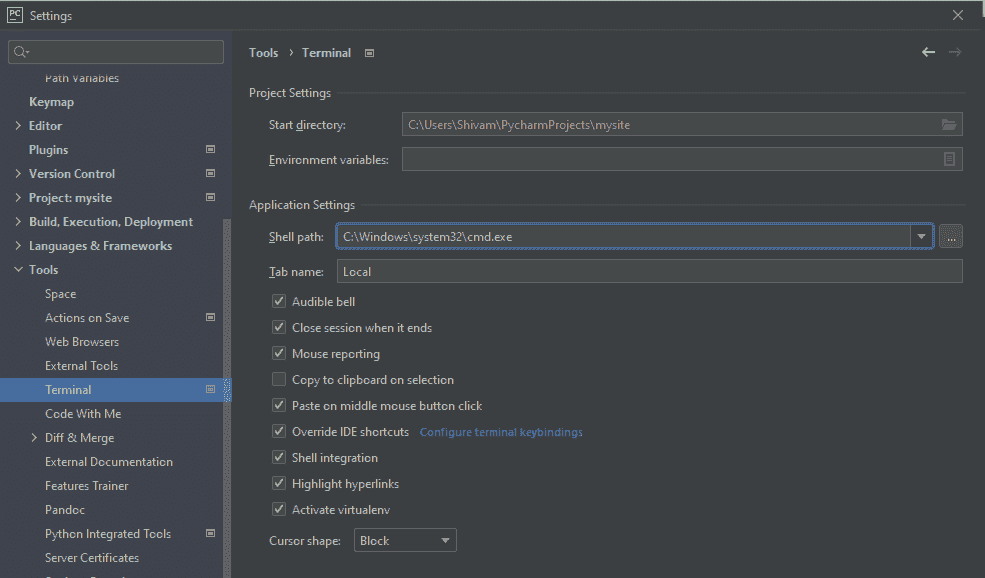 PC Settings
Path Variables
Keymap
Editor
Plugins
Version Control
Project: mysite
Build, Execution, Deployment
Languages & Frameworks
Tools
Space
Actions on Save
Web Browsers
External Tools
Terminal
Code With Me
Diff & Merge
External Documentation
Features Trainer
Pandoc
Python Integrated Tools
Server Certificates
Tools › Terminal
Project Settings
Start directory: C:\Users\Shivam\PycharmProjects\mysite
Environment variables:
Application Settings
Shell path: C:\Windows\system32\cmd.exe
...
Tab name: Local
Audible bell
Close session when it ends
Mouse reporting
Copy to clipboard on selection
Paste on middle mouse button click
Override IDE shortcuts Configure terminal keybindings
Shell integration
Highlight hyperlinks
Activate virtualenv
Cursor shape: Block